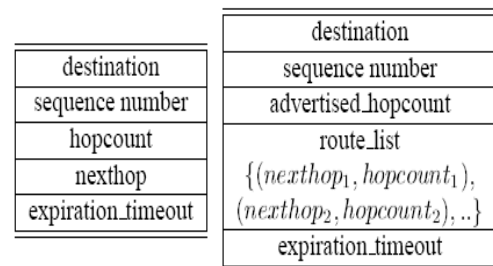 destination
sequence number
hopcount
nexthop
expiration_timeout
destination
sequence number
advertised_hopcount
route_list
{(nexthop₁, hopcount₁),
(nexthop₂, hopcount₂), ..}
expiration_timeout